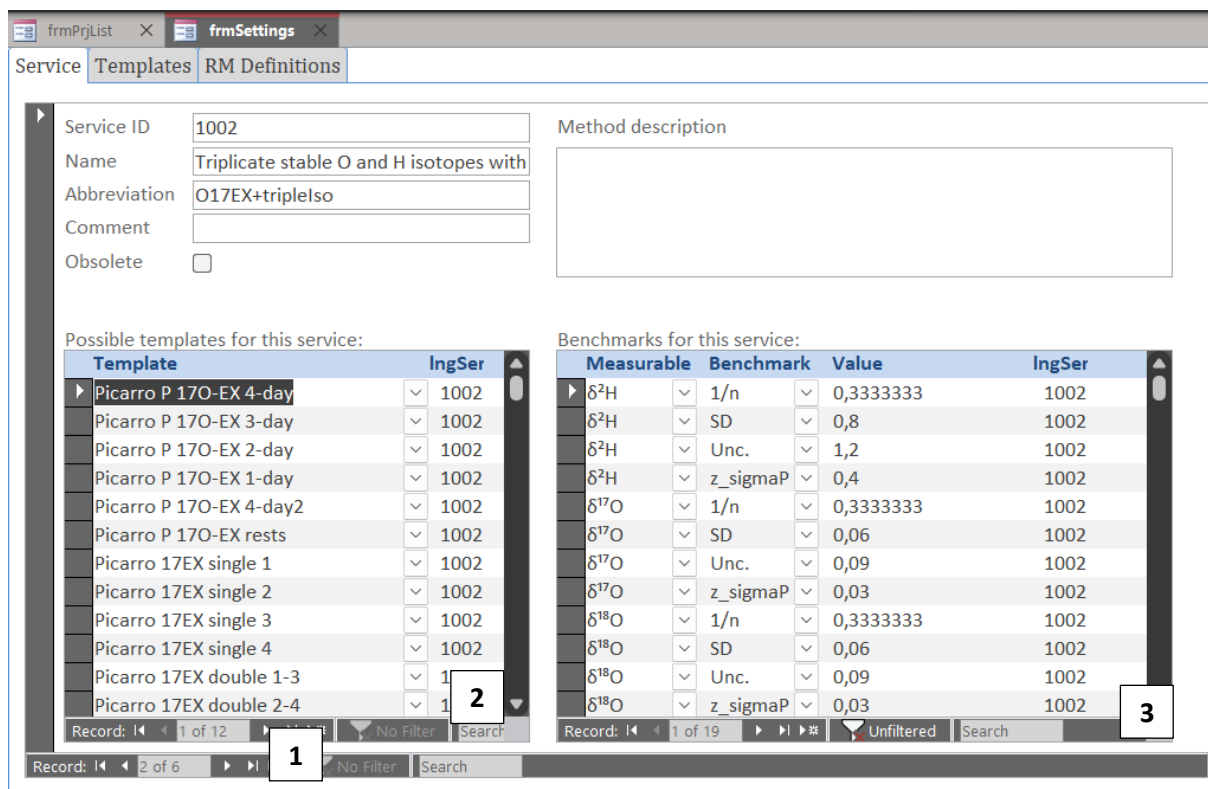 frmPrjList frmSettings
Service Templates RM Definitions
Service ID 1002
Name Triplicate stable O and H isotopes with
Abbreviation O17EX+tripleIso
Comment
Obsolete
Method description
Possible templates for this service:
Template lngSer
Picarro P 17O-EX 4-day 1002
Picarro P 17O-EX 3-day 1002
Picarro P 17O-EX 2-day 1002
Picarro P 17O-EX 1-day 1002
Picarro P 17O-EX 4-day2 1002
Picarro P 17O-EX rests 1002
Picarro 17EX single 1 1002
Picarro 17EX single 2 1002
Picarro 17EX single 3 1002
Picarro 17EX single 4 1002
Picarro 17EX double 1-3 1
Picarro 17EX double 2-4 1
2
Record: 1 of 12 No Filter Search
Benchmarks for this service:
Measurable Benchmark Value lngSer
δ²H 1/n 0,3333333 1002
δ²H SD 0,8 1002
δ²H Unc. 1,2 1002
δ²H z_sigmaP 0,4 1002
δ¹⁷O 1/n 0,3333333 1002
δ¹⁷O SD 0,06 1002
δ¹⁷O Unc. 0,09 1002
δ¹⁷O z_sigmaP 0,03 1002
δ¹⁸O 1/n 0,3333333 1002
δ¹⁸O SD 0,06 1002
δ¹⁸O Unc. 0,09 1002
δ¹⁸O z_sigmaP 0,03 1002
3
Record: 1 of 19 Unfiltered Search
1
Record: 2 of 6 No Filter Search